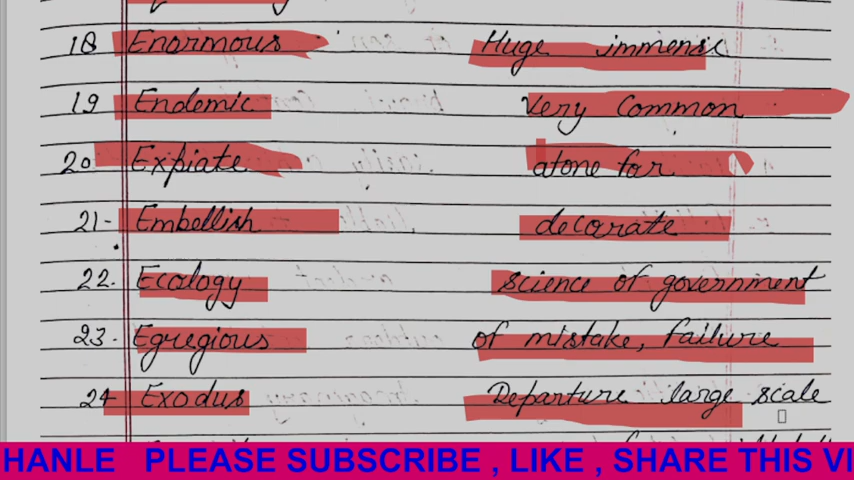 18 Enormous Huge immense
19 Endemic Very Common
20 Expiate atone for
21- Embellish decorate
22. Ecology science of government
23. Egregious of mistake, failure
24 Exodus Departure large scale
HANLE PLEASE SUBSCRIBE , LIKE , SHARE THIS VI